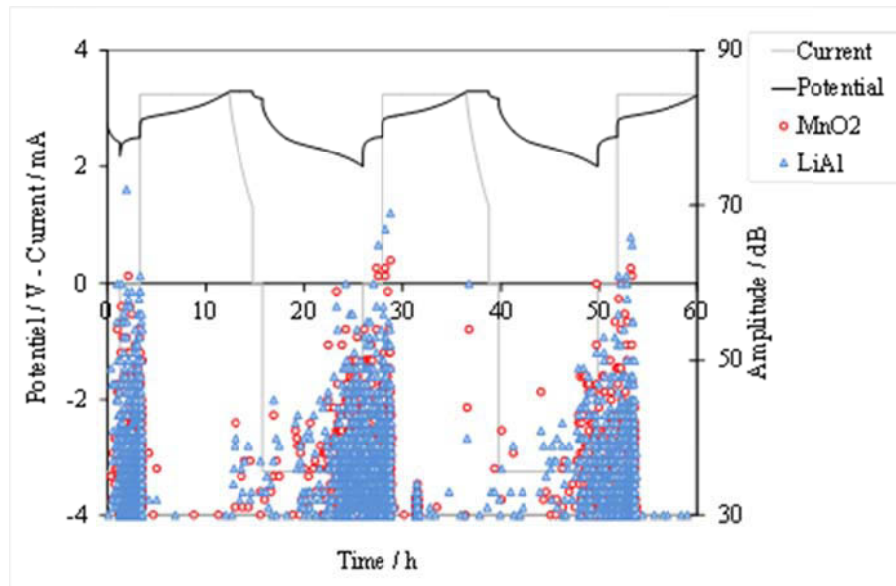 4
2
0
-2
-4
Potentiel / V - Current / mA
0 10 20 30 40 50 60
Time / h
90
70
50
30
Amplitude / dB
Current
Potential
MnO2
LiAl